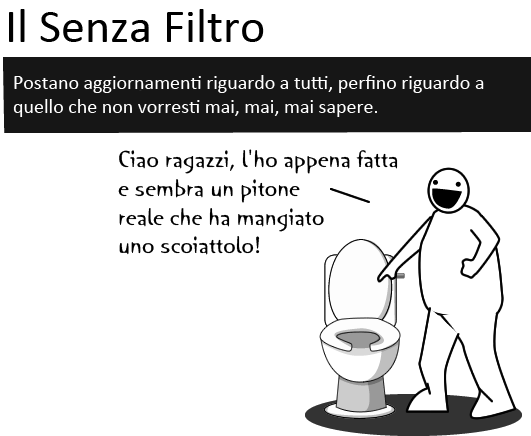 Il Senza Filtro
Postano aggiornamenti riguardo a tutti, perfino riguardo a
quello che non vorresti mai, mai, mai sapere.
Ciao ragazzi, l'ho appena fatta
e sembra un pitone
reale che ha mangiato
uno scoiattolo!